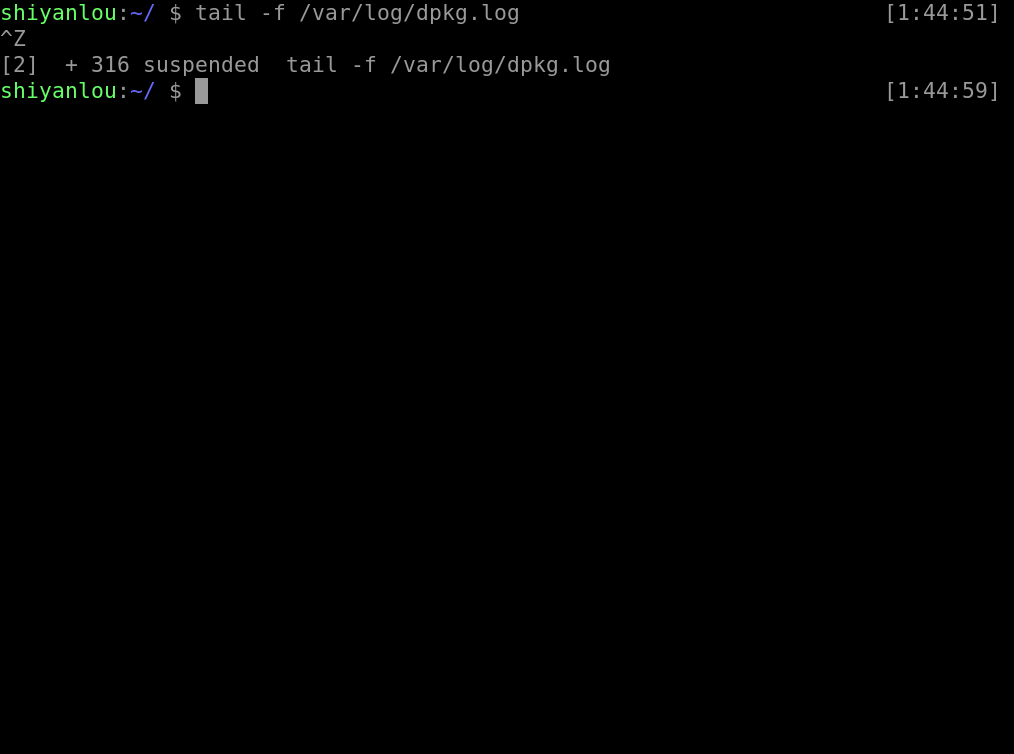 shiyanlou:~/ $ tail -f /var/log/dpkg.log [1:44:51]
^Z
[2]  + 316 suspended  tail -f /var/log/dpkg.log
shiyanlou:~/ $ [1:44:59]